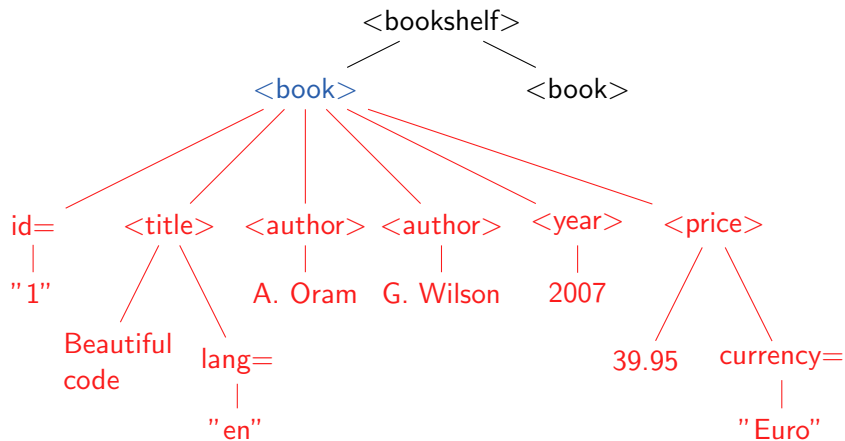 <bookshelf>
<book> <book>
id= <title> <author> <author> <year> <price>
"1" A. Oram G. Wilson 2007
Beautiful
code
lang= 39.95 currency=
"en" "Euro"